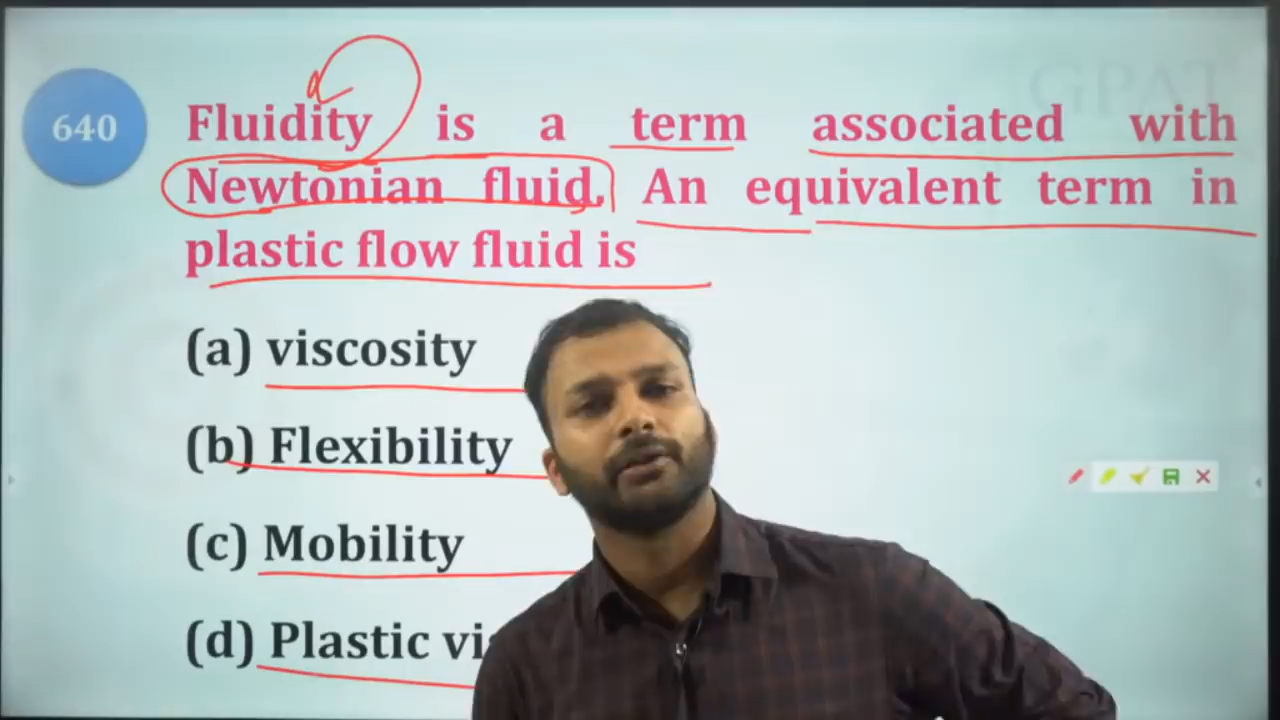 GPAT
640
Fluidity is a term associated with
Newtonian fluid. An equivalent term in
plastic flow fluid is
(a) viscosity
(b) Flexibility
(c) Mobility
(d) Plastic